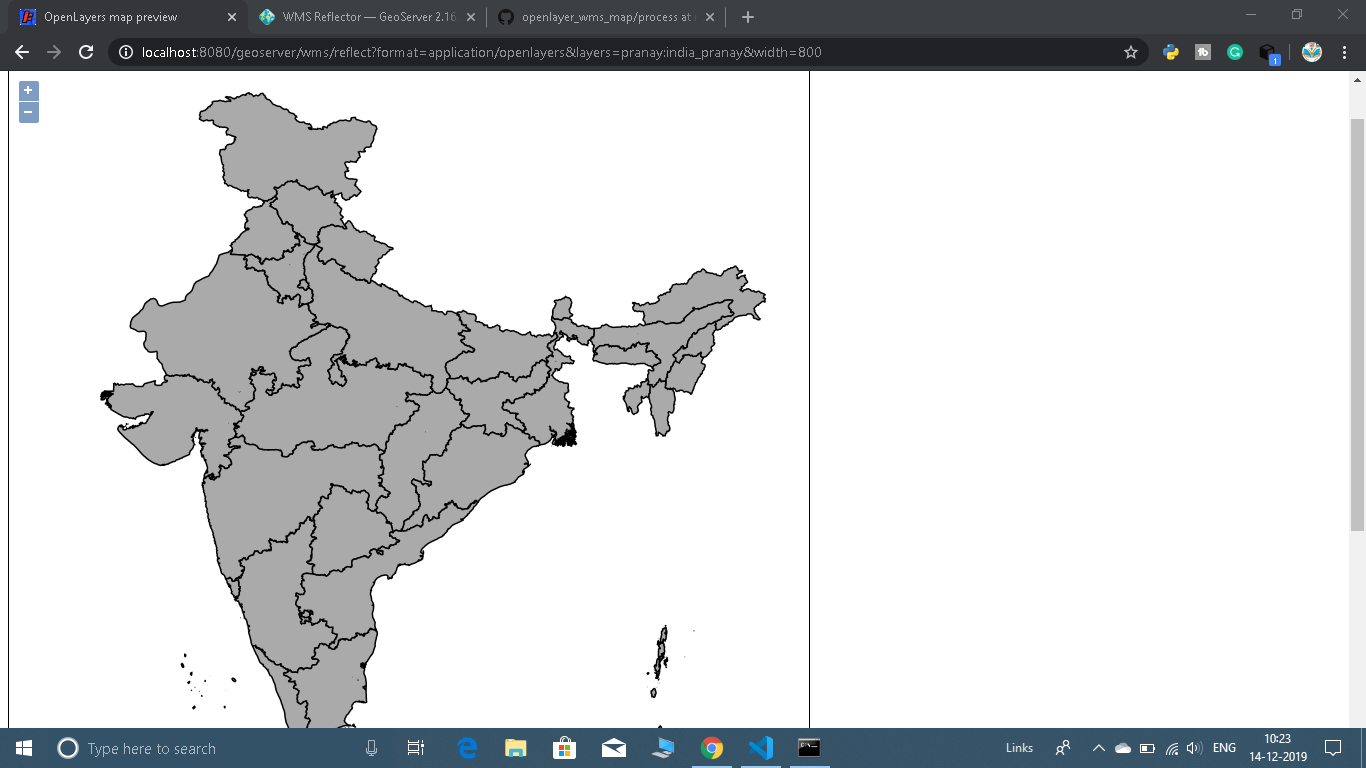 OpenLayers map preview
WMS Reflector — GeoServer 2.16
openlayer_wms_map/process at
localhost:8080/geoserver/wms/reflect?format=application/openlayers&layers=pranay:india_pranay&width=800
1
+
−
Type here to search
Links
ENG
10:23
14-12-2019